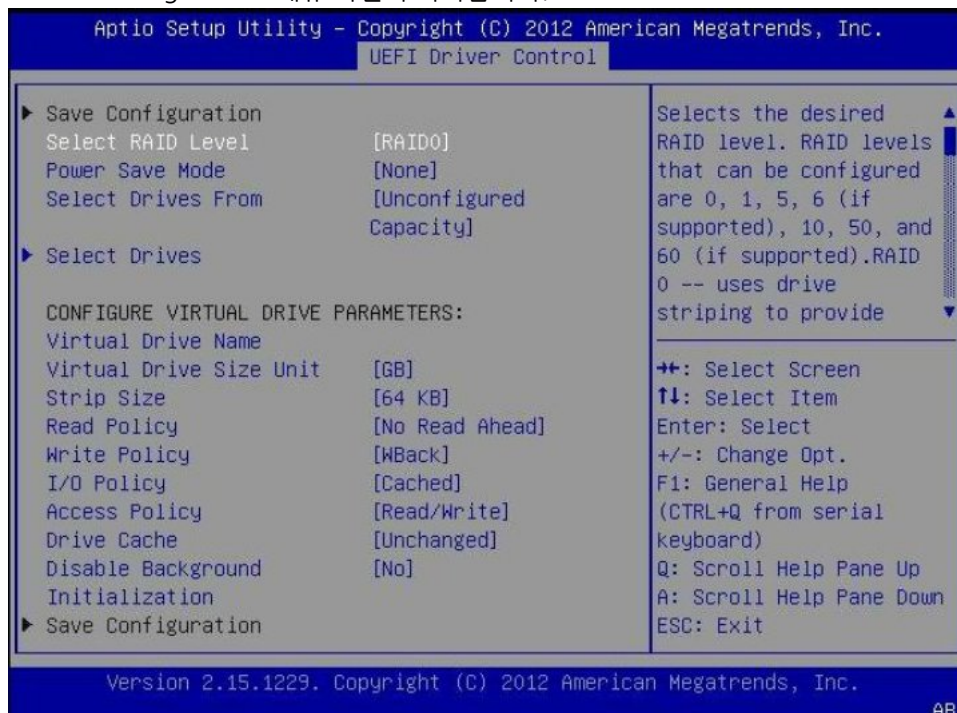 Aptio Setup Utility – Copyright (C) 2012 American Megatrends, Inc.
UEFI Driver Control
▶ Save Configuration
Select RAID Level [RAID0]
Power Save Mode [None]
Select Drives From [Unconfigured
Capacity]
▶ Select Drives
CONFIGURE VIRTUAL DRIVE PARAMETERS:
Virtual Drive Name
Virtual Drive Size Unit [GB]
Strip Size [64 KB]
Read Policy [No Read Ahead]
Write Policy [WBack]
I/O Policy [Cached]
Access Policy [Read/Write]
Drive Cache [Unchanged]
Disable Background [No]
Initialization
▶ Save Configuration
Selects the desired
RAID level. RAID levels
that can be configured
are 0, 1, 5, 6 (if
supported), 10, 50, and
60 (if supported).RAID
0 -- uses drive
striping to provide
→←: Select Screen
↑↓: Select Item
Enter: Select
+/-: Change Opt.
F1: General Help
(CTRL+Q from serial
keyboard)
Q: Scroll Help Pane Up
A: Scroll Help Pane Down
ESC: Exit
Version 2.15.1229. Copyright (C) 2012 American Megatrends, Inc.
AB